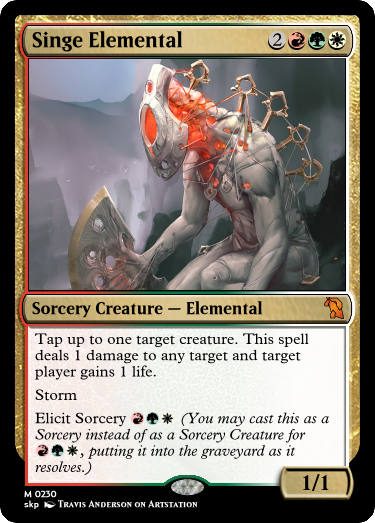 Singe Elemental 2
Sorcery Creature — Elemental
Tap up to one target creature. This spell
deals 1 damage to any target and target
player gains 1 life.
Storm
Elicit Sorcery (You may cast this as a
Sorcery instead of as a Sorcery Creature for
, putting it into the graveyard as it
resolves.)
1/1
M 0230
skp Travis Anderson on Artstation